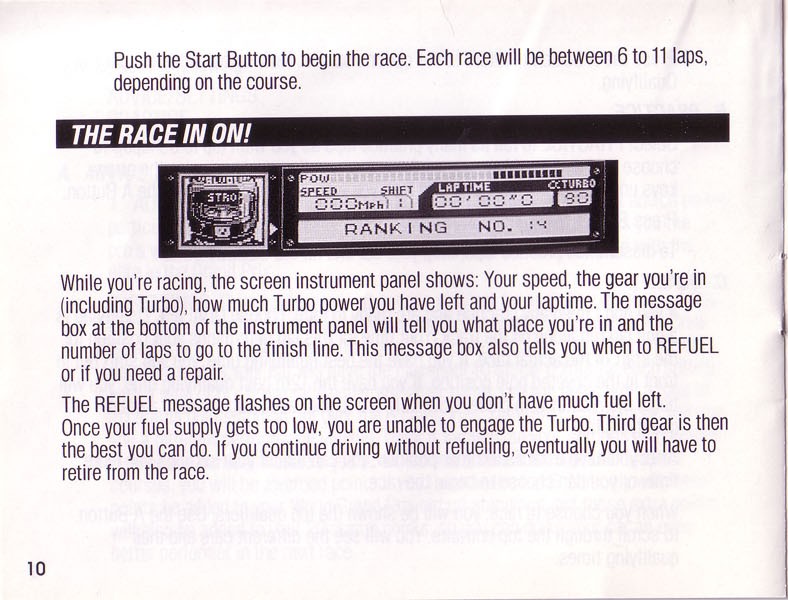 Push the Start Button to begin the race. Each race will be between 6 to 11 laps,
depending on the course.
THE RACE IN ON!
POW
SPEED SHIFT LAP TIME TURBO
STRO 000Mph 1 00'00"0 90
RANKING NO. :4
While you're racing, the screen instrument panel shows: Your speed, the gear you're in
(including Turbo), how much Turbo power you have left and your laptime. The message
box at the bottom of the instrument panel will tell you what place you're in and the
number of laps to go to the finish line. This message box also tells you when to REFUEL
or if you need a repair.
The REFUEL message flashes on the screen when you don't have much fuel left.
Once your fuel supply gets too low, you are unable to engage the Turbo. Third gear is then
the best you can do. If you continue driving without refueling, eventually you will have to
retire from the race.
10